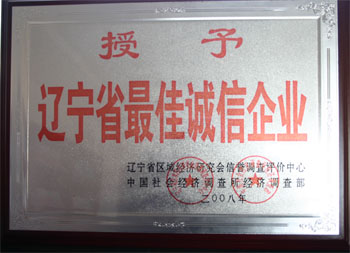 授予
辽宁省最佳诚信企业
辽宁省区域经济研究会信誉调查评价中心
中国社会经济调查所经济调查部
二〇〇八年